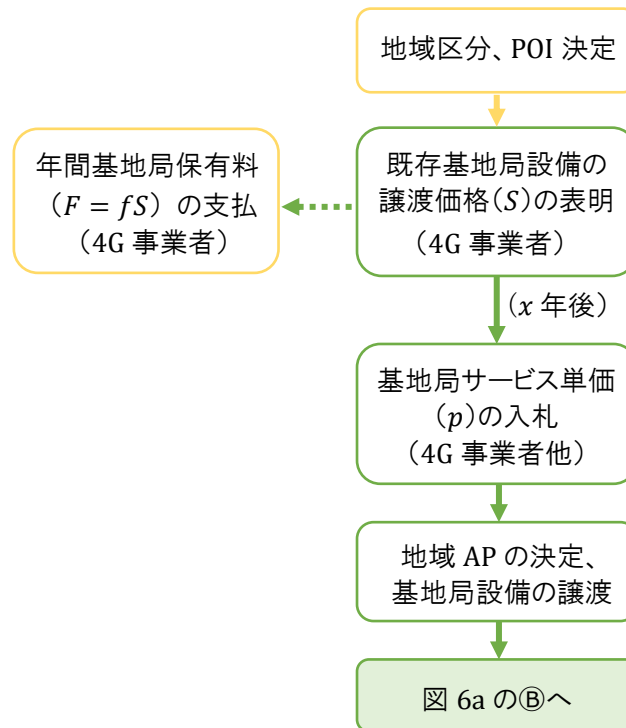 地域区分、POI 決定
年間基地局保有料
（F = fS）の支払
（4G 事業者）
既存基地局設備の
譲渡価格（S）の表明
（4G 事業者）
（x 年後）
基地局サービス単価
（p）の入札
（4G 事業者他）
地域 AP の決定、
基地局設備の譲渡
図 6a のⒷへ